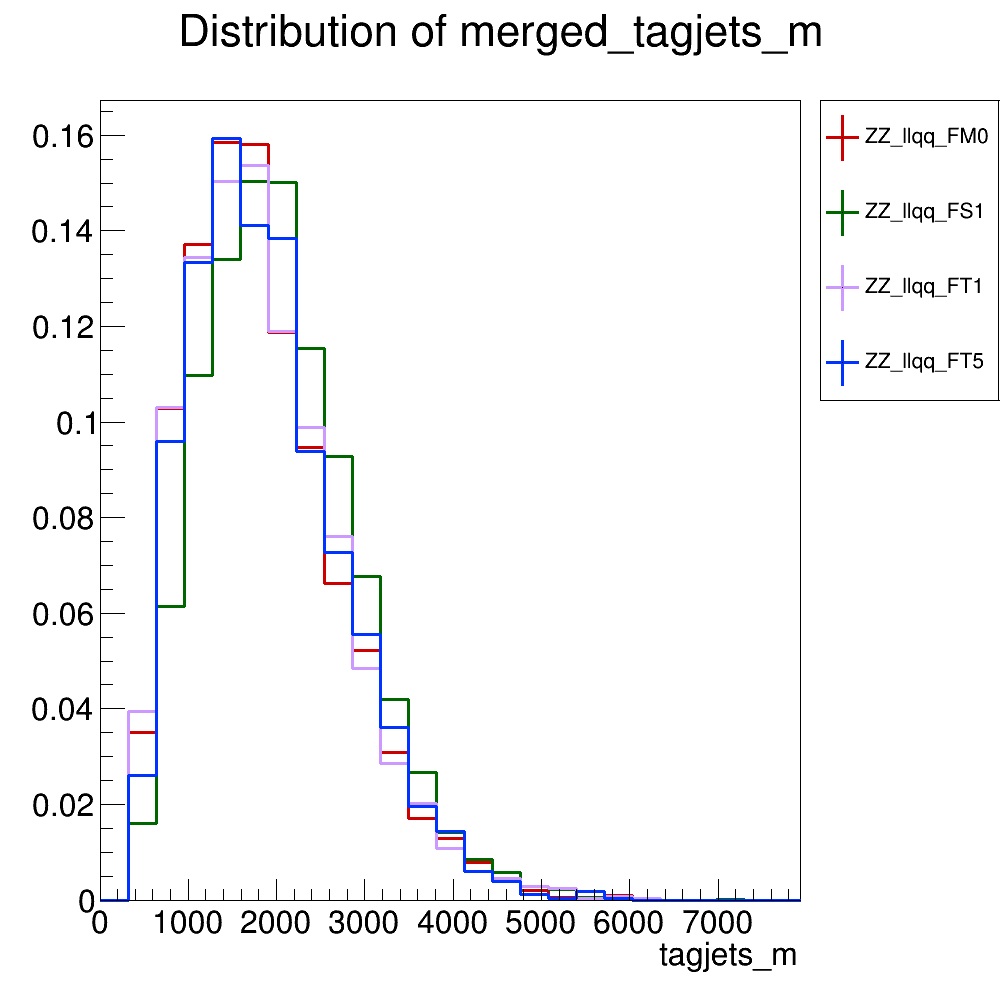 Distribution of merged_tagjets_m
0.16
0.14
0.12
0.1
0.08
0.06
0.04
0.02
0
0 1000 2000 3000 4000 5000 6000 7000
tagjets_m
ZZ_llqq_FM0
ZZ_llqq_FS1
ZZ_llqq_FT1
ZZ_llqq_FT5